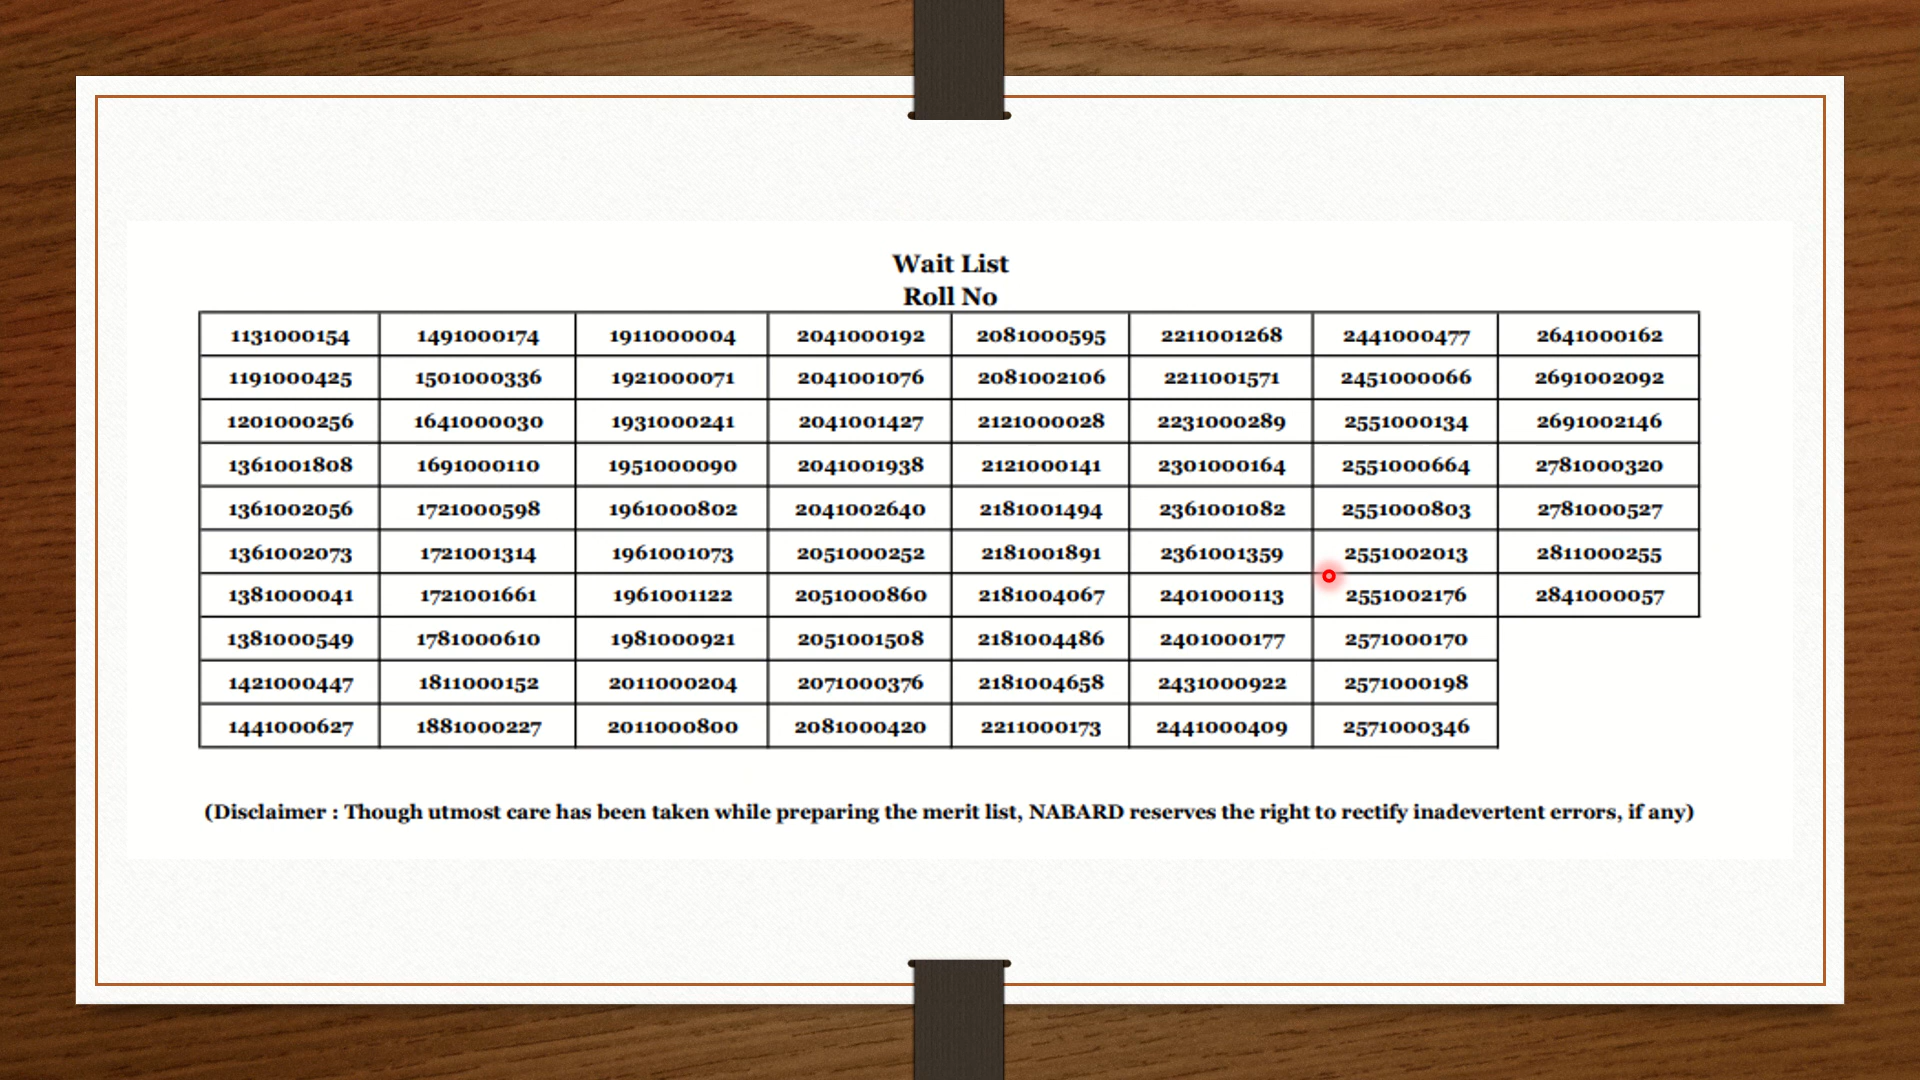 Wait List
Roll No
1131000154 1491000174 1911000004 2041000192 2081000595 2211001268 2441000477 2641000162
1191000425 1501000336 1921000071 2041001076 2081002106 2211001571 2451000066 2691002092
1201000256 1641000030 1931000241 2041001427 2121000028 2231000289 2551000134 2691002146
1361001808 1691000110 1951000090 2041001938 2121000141 2301000164 2551000664 2781000320
1361002056 1721000598 1961000802 2041002640 2181001494 2361001082 2551000803 2781000527
1361002073 1721001314 1961001073 2051000252 2181001891 2361001359 2551002013 2811000255
1381000041 1721001661 1961001122 2051000860 2181004067 2401000113 2551002176 2841000057
1381000549 1781000610 1981000921 2051001508 2181004486 2401000177 2571000170
1421000447 1811000152 2011000204 2071000376 2181004658 2431000922 2571000198
1441000627 1881000227 2011000800 2081000420 2211000173 2441000409 2571000346
(Disclaimer : Though utmost care has been taken while preparing the merit list, NABARD reserves the right to rectify inadevertent errors, if any)